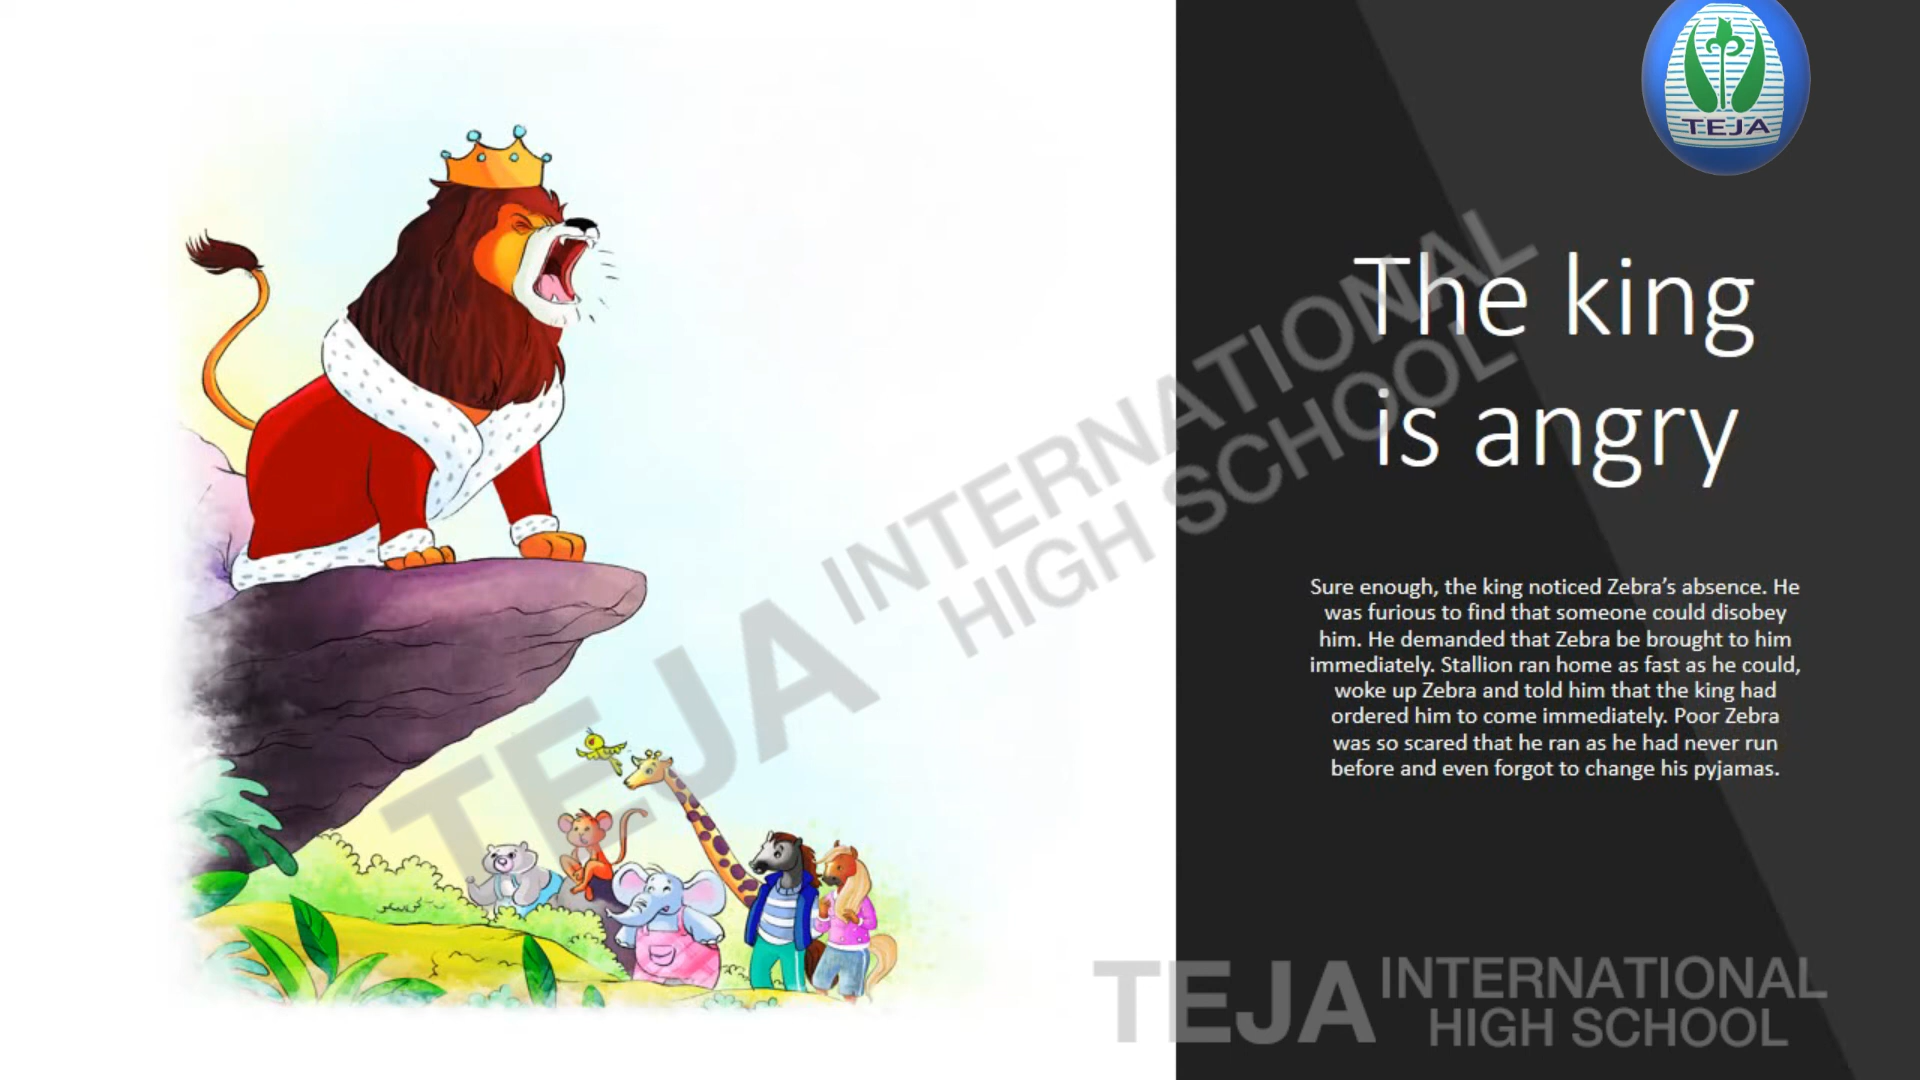 TEJA
The king
is angry
Sure enough, the king noticed Zebra’s absence. He
was furious to find that someone could disobey
him. He demanded that Zebra be brought to him
immediately. Stallion ran home as fast as he could,
woke up Zebra and told him that the king had
ordered him to come immediately. Poor Zebra
was so scared that he ran as he had never run
before and even forgot to change his pyjamas.
TEJA INTERNATIONAL
HIGH SCHOOL
TEJA INTERNATIONAL
HIGH SCHOOL